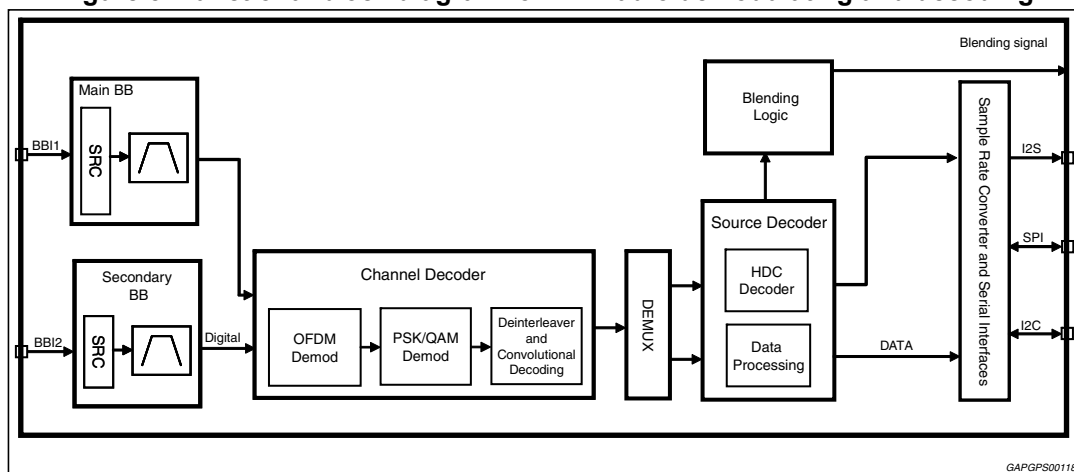 Blending signal
Main BB
SRC
BBI1
Secondary
BB
SRC
BBI2
Digital
Channel Decoder
OFDM
Demod
PSK/QAM
Demod
Deinterleaver
and
Convolutional
Decoding
DEMUX
Blending
Logic
Source Decoder
HDC
Decoder
Data
Processing
DATA
Sample Rate Converter and Serial Interfaces
I2S
SPI
I2C
GAPGPS00118